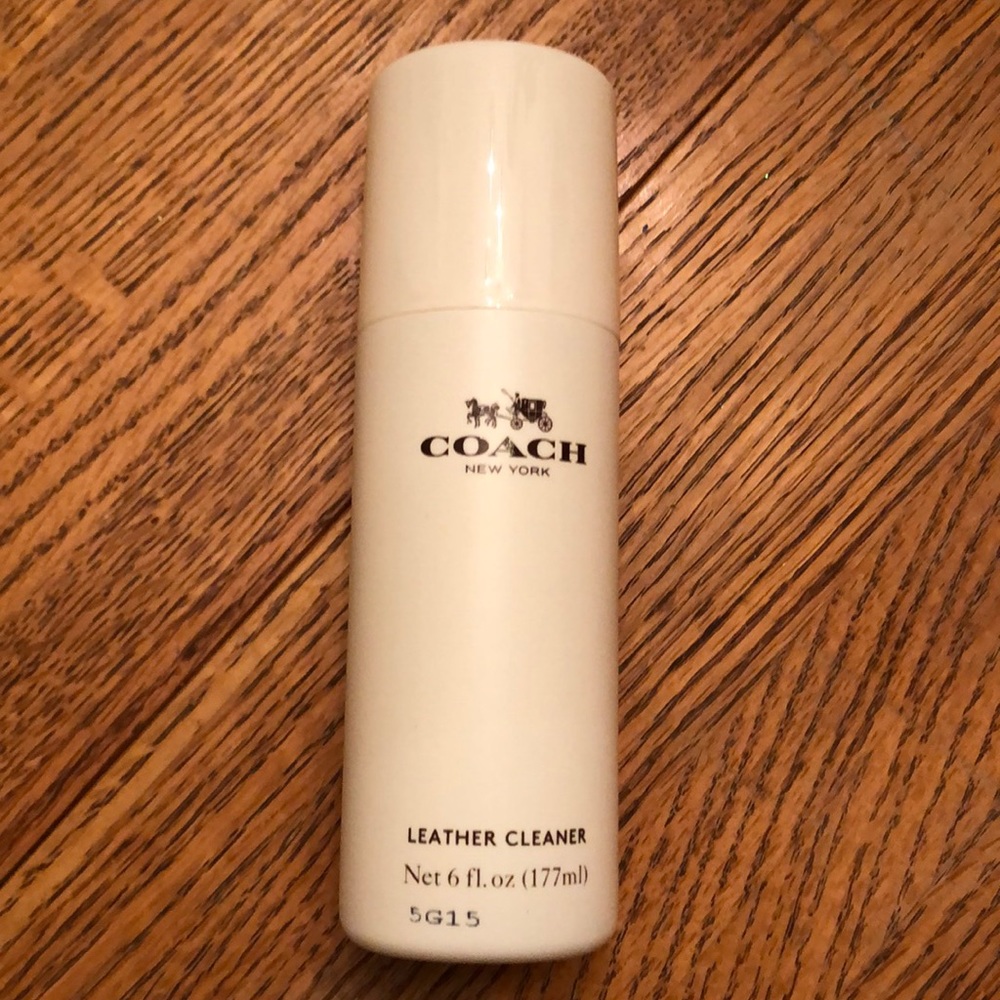 COACH
NEW YORK
LEATHER CLEANER
Net 6 fl. oz (177ml)
5G15